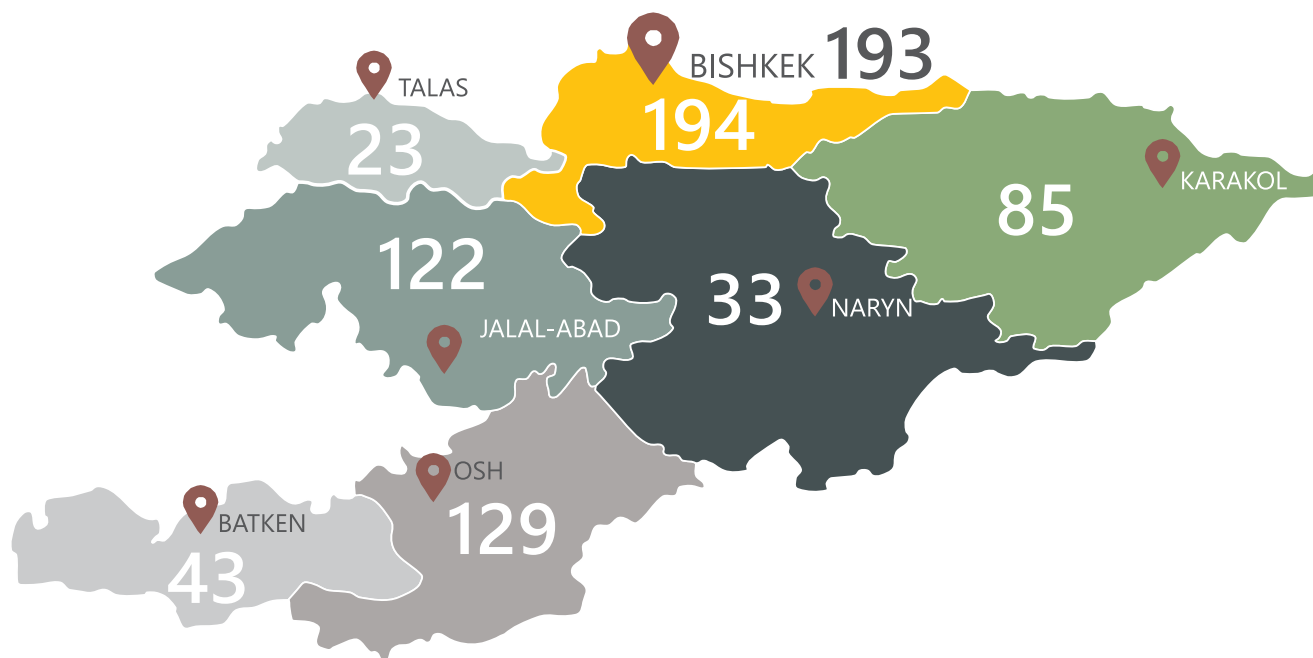 BISHKEK 193
TALAS
194
23
KARAKOL
85
122
33
NARYN
JALAL-ABAD
OSH
129
BATKEN
43